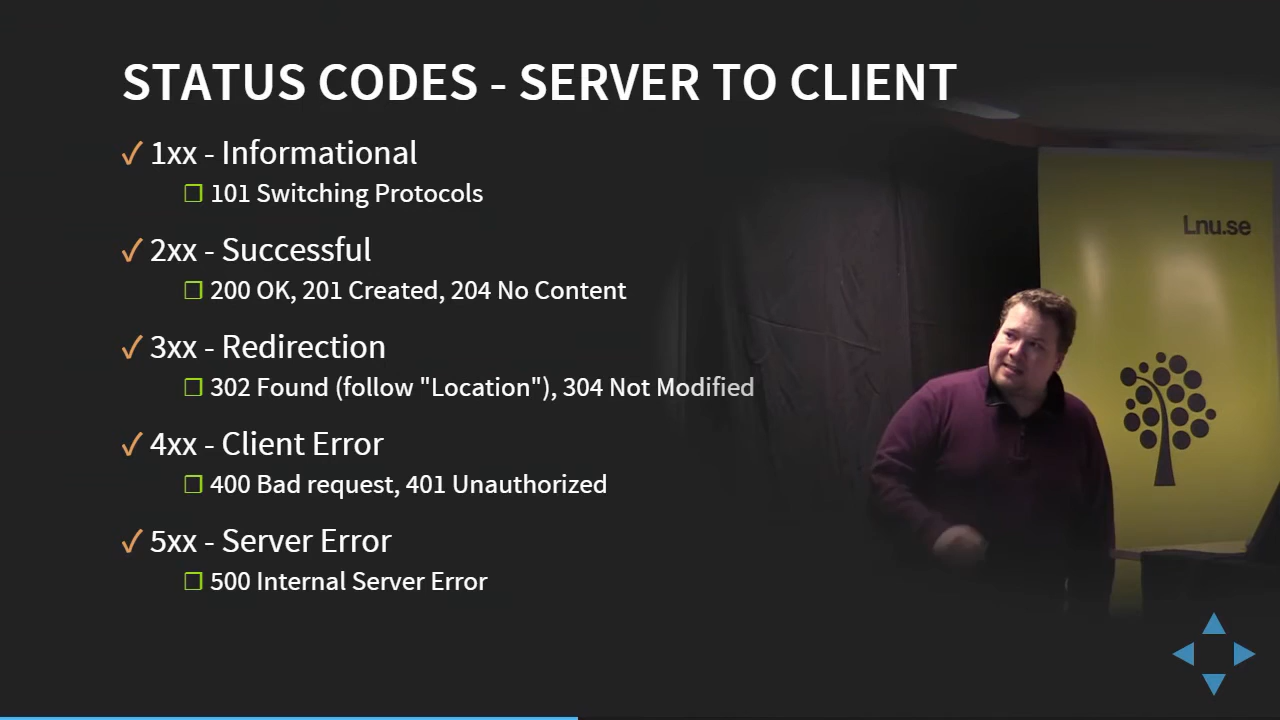 STATUS CODES - SERVER TO CLIENT
✓ 1xx - Informational
❒ 101 Switching Protocols
✓ 2xx - Successful
❒ 200 OK, 201 Created, 204 No Content
✓ 3xx - Redirection
❒ 302 Found (follow "Location"), 304 Not Modified
✓ 4xx - Client Error
❒ 400 Bad request, 401 Unauthorized
✓ 5xx - Server Error
❒ 500 Internal Server Error
Lnu.se